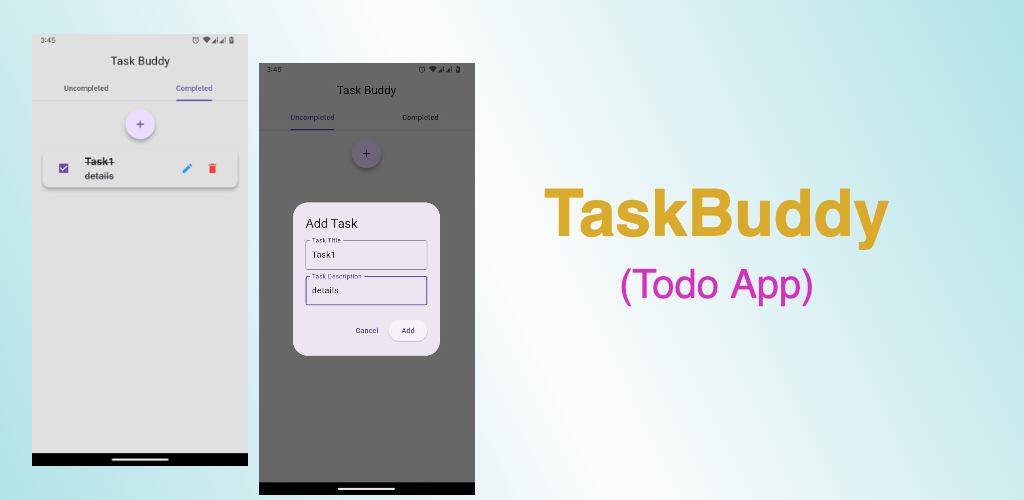 3:45
Task Buddy
Uncompleted Completed
+
Task1
details
3:45
Task Buddy
Uncompleted Completed
+
Add Task
Task Title
Task1
Task Description
details
Cancel Add
TaskBuddy
(Todo App)